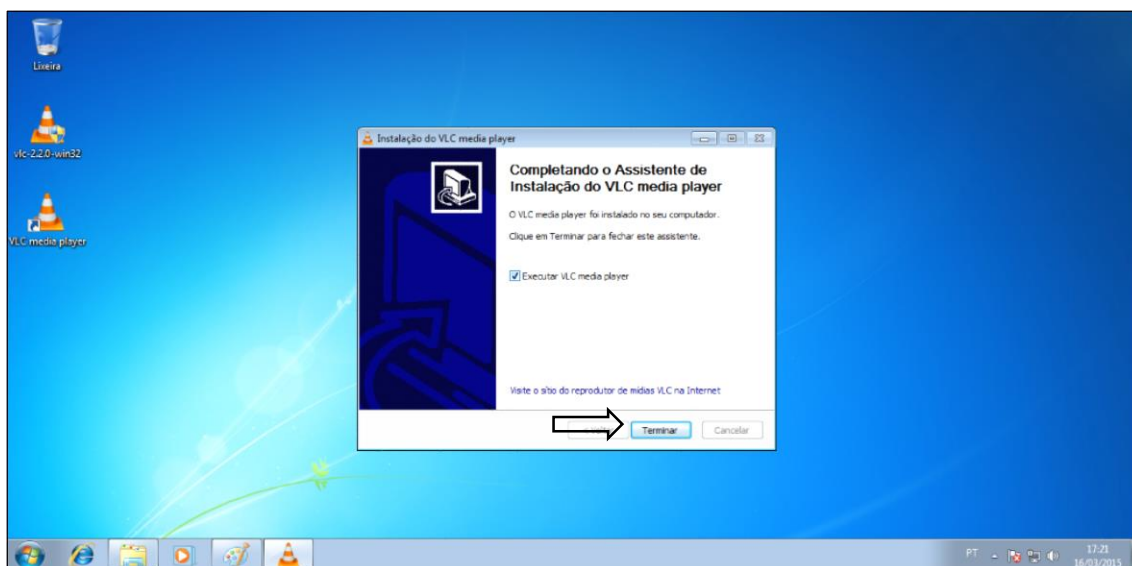 Lixeira
vlc-2.2.0-win32
VLC media player
Instalação do VLC media player
Completando o Assistente de
Instalação do VLC media player
O VLC media player foi instalado no seu computador.
Clique em Terminar para fechar este assistente.
Executar VLC media player
Visite o sítio do reprodutor de mídias VLC na Internet
Terminar
Cancelar
PT
17:21
16/03/2015